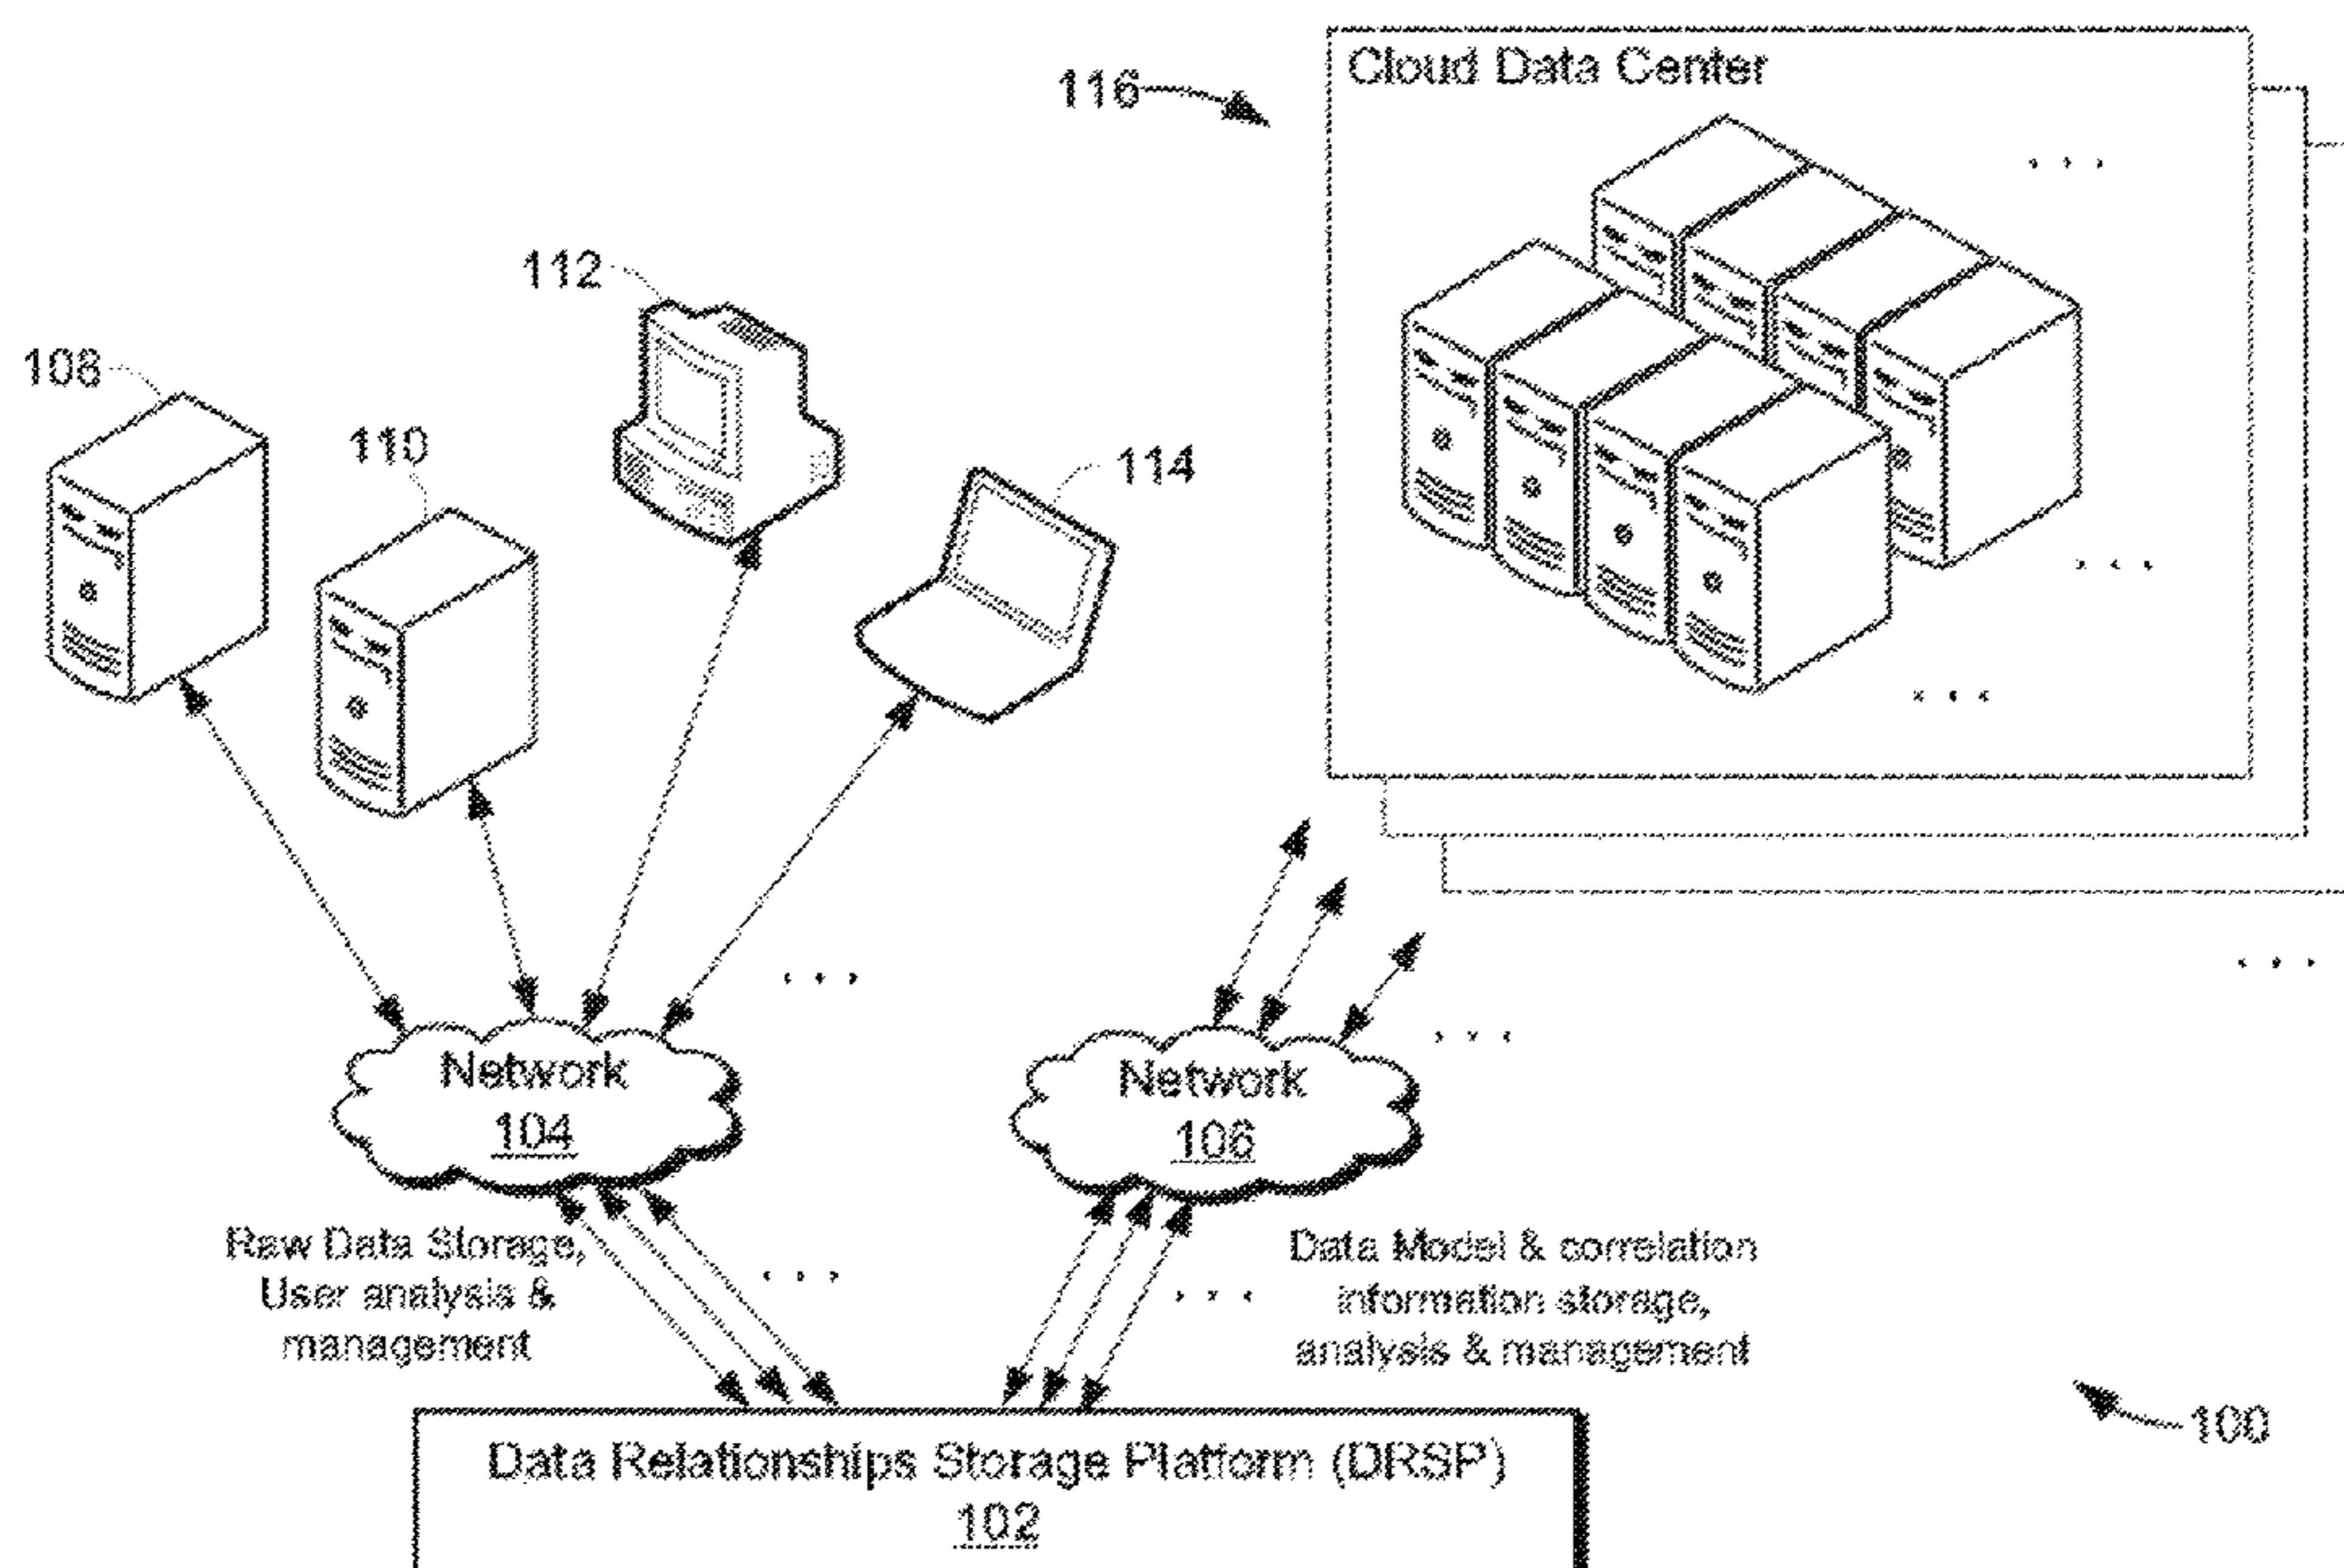 116
Cloud Data Center
112
108
110
114
Network
104
Network
106
Raw Data Storage,
User analysis &
management
Data Model & correlation
information storage,
analysis & management
100
Data Relationships Storage Platform (DRSP)
102